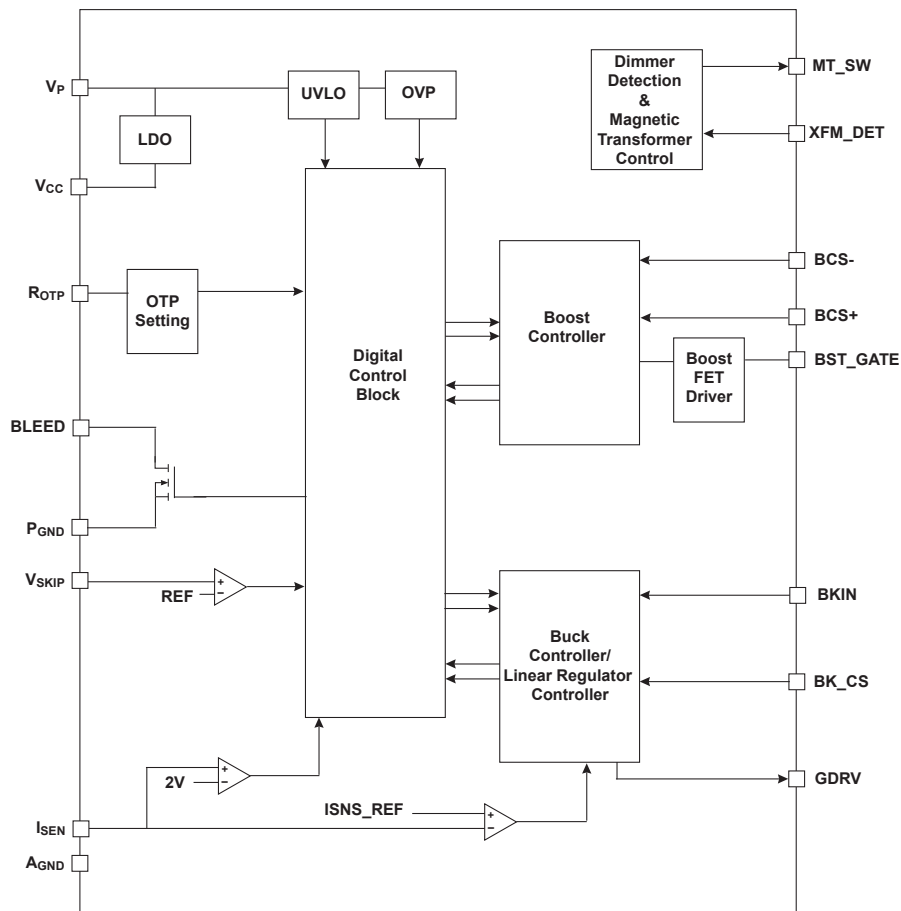 VP
VCC
ROTP
BLEED
PGND
VSKIP
ISEN
AGND
LDO
UVLO
OVP
OTP
Setting
+
−
REF
+
−
2V
ISNS_REF
+
−
Digital
Control
Block
Dimmer
Detection
&
Magnetic
Transformer
Control
Boost
Controller
Boost
FET
Driver
Buck
Controller/
Linear Regulator
Controller
MT_SW
XFM_DET
BCS-
BCS+
BST_GATE
BKIN
BK_CS
GDRV